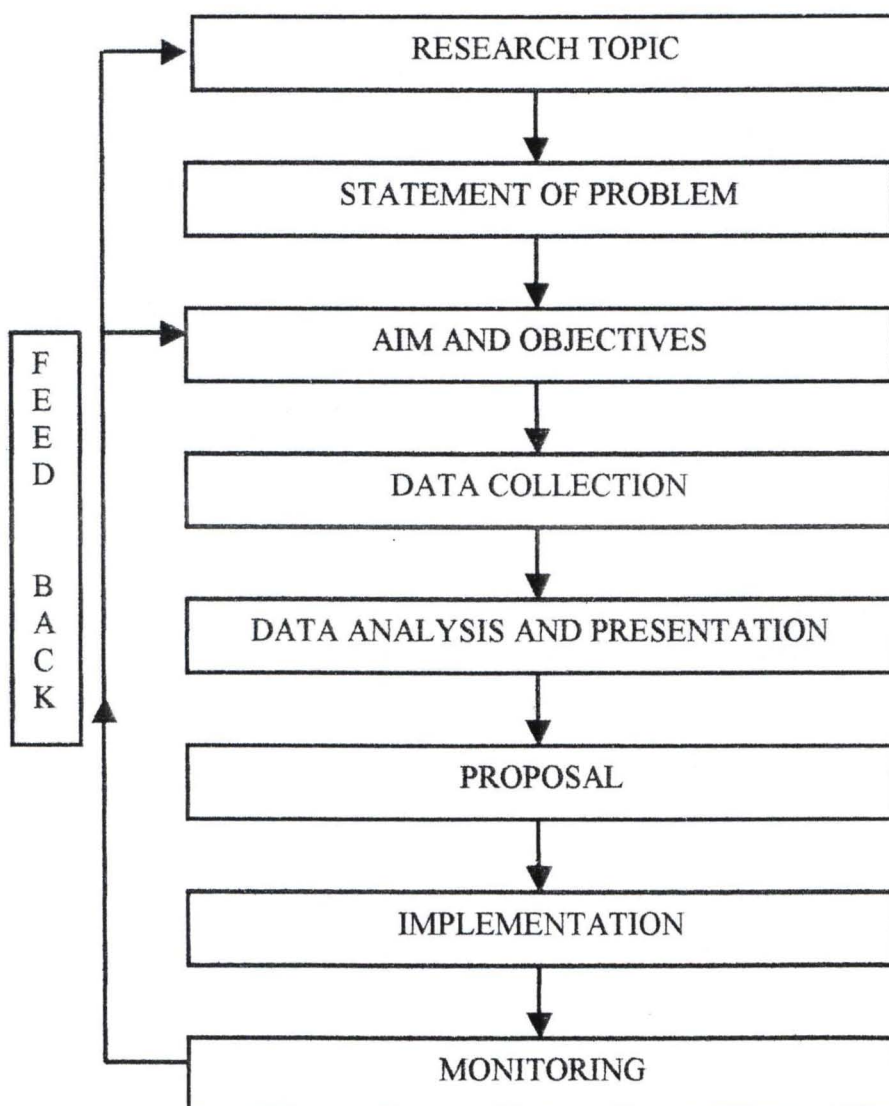 RESEARCH TOPIC
STATEMENT OF PROBLEM
AIM AND OBJECTIVES
DATA COLLECTION
DATA ANALYSIS AND PRESENTATION
PROPOSAL
IMPLEMENTATION
MONITORING
F
E
E
D
B
A
C
K